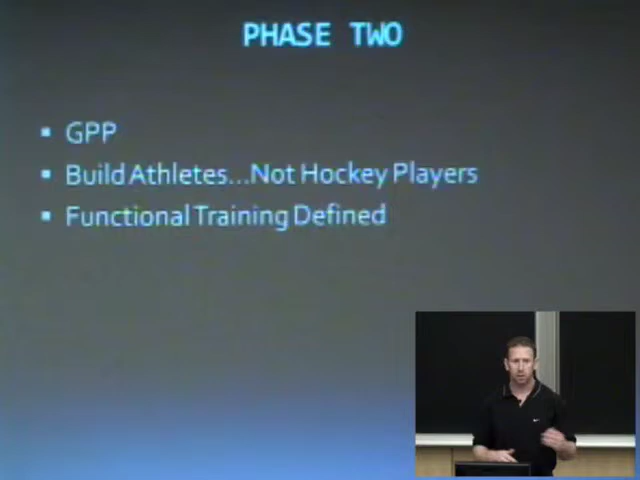 PHASE TWO
▪ GPP
▪ Build Athletes...Not Hockey Players
▪ Functional Training Defined